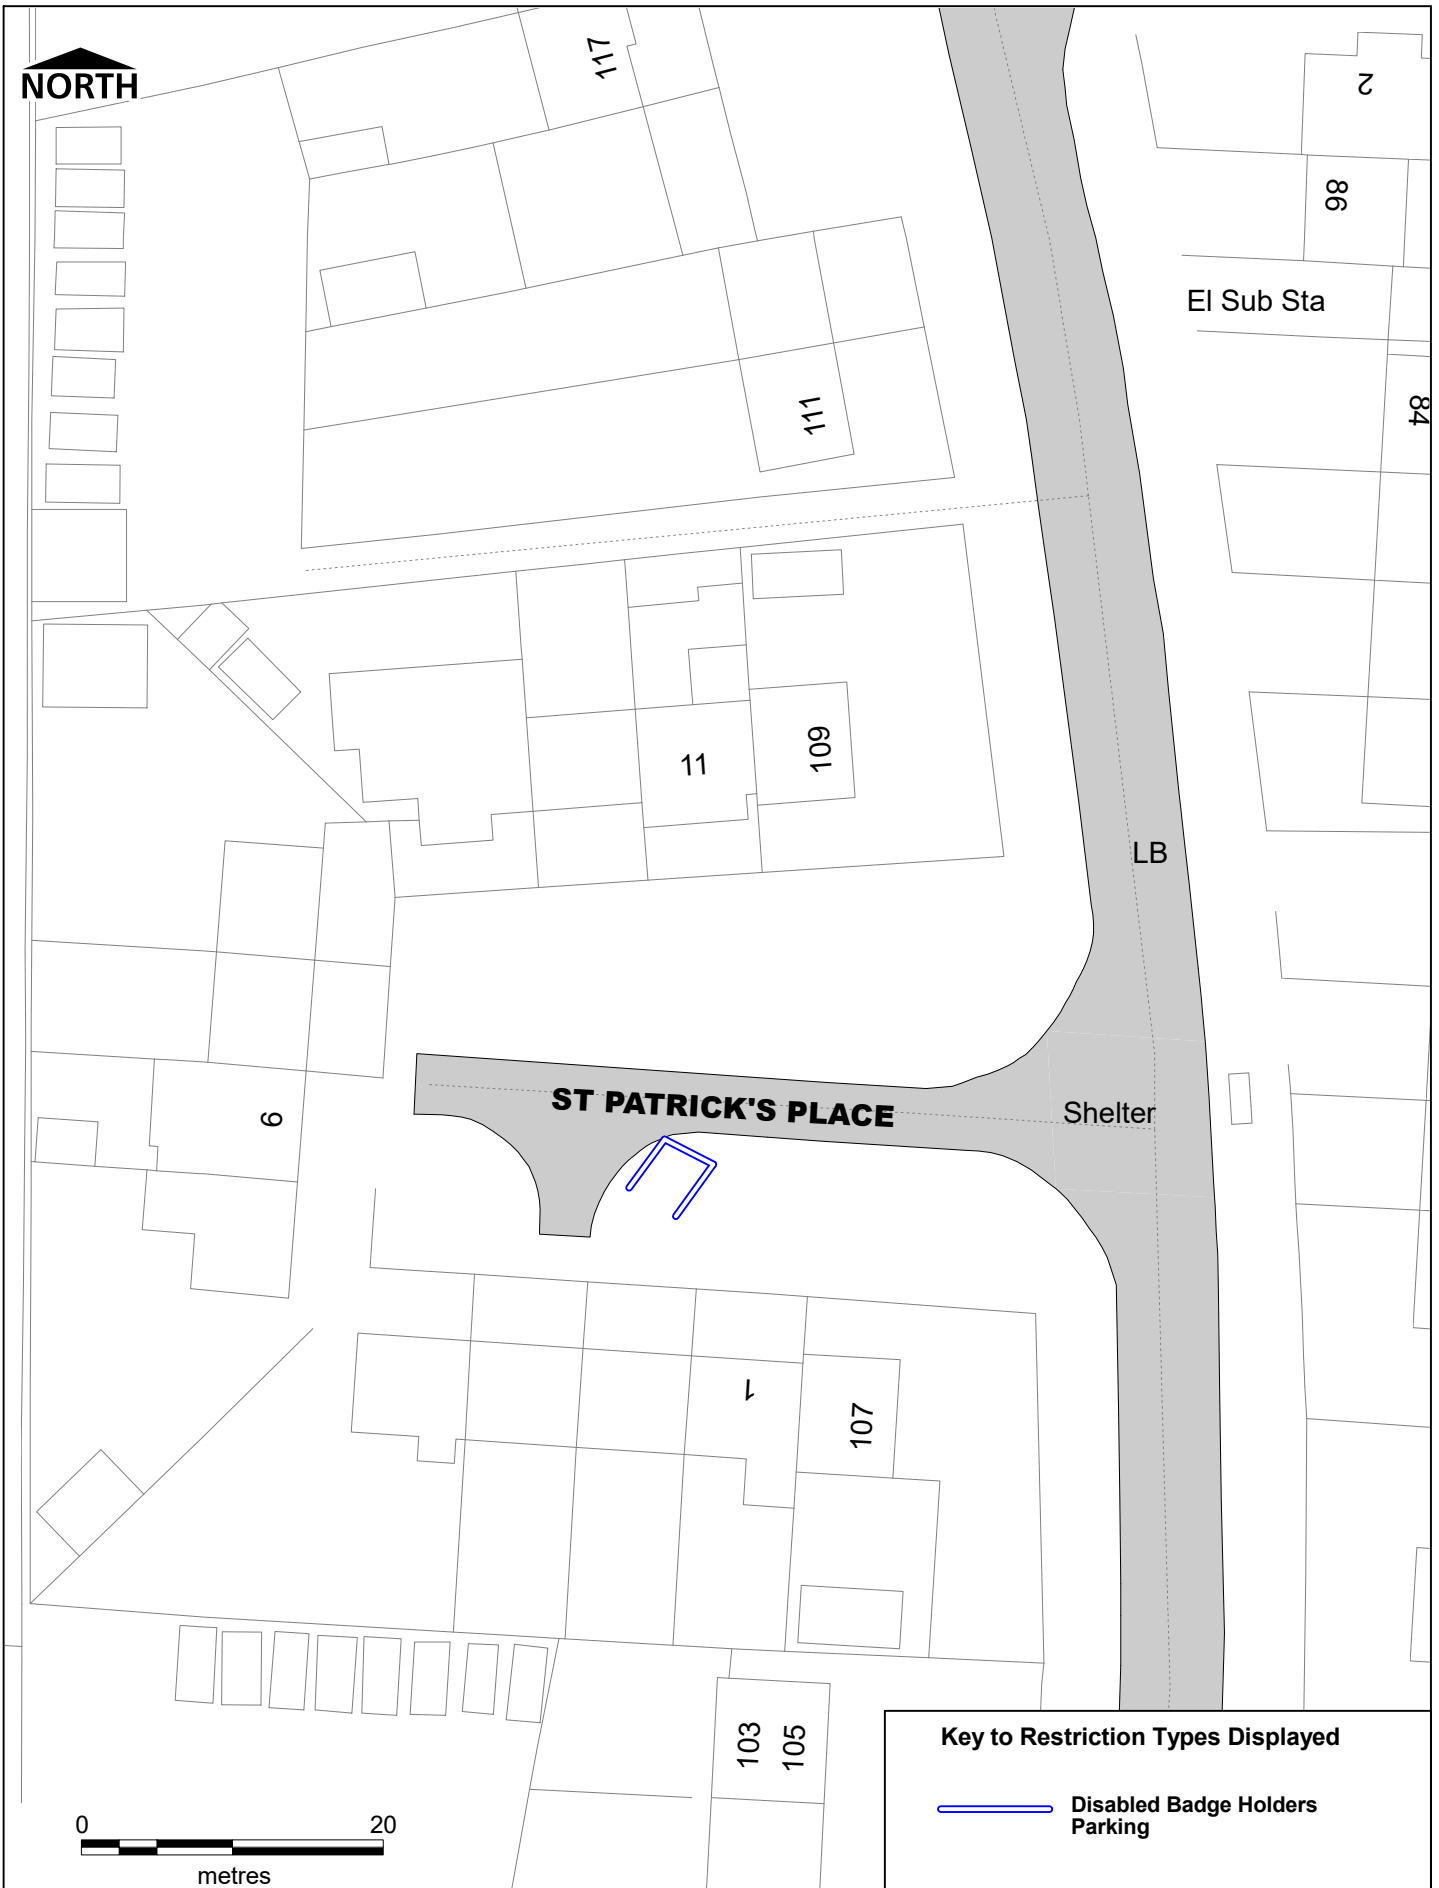 NORTH
117
2
86
El Sub Sta
84
111
11
109
LB
ST PATRICK'S PLACE
Shelter
9
1
107
103
105
Key to Restriction Types Displayed
Disabled Badge Holders
Parking
0
20
metres